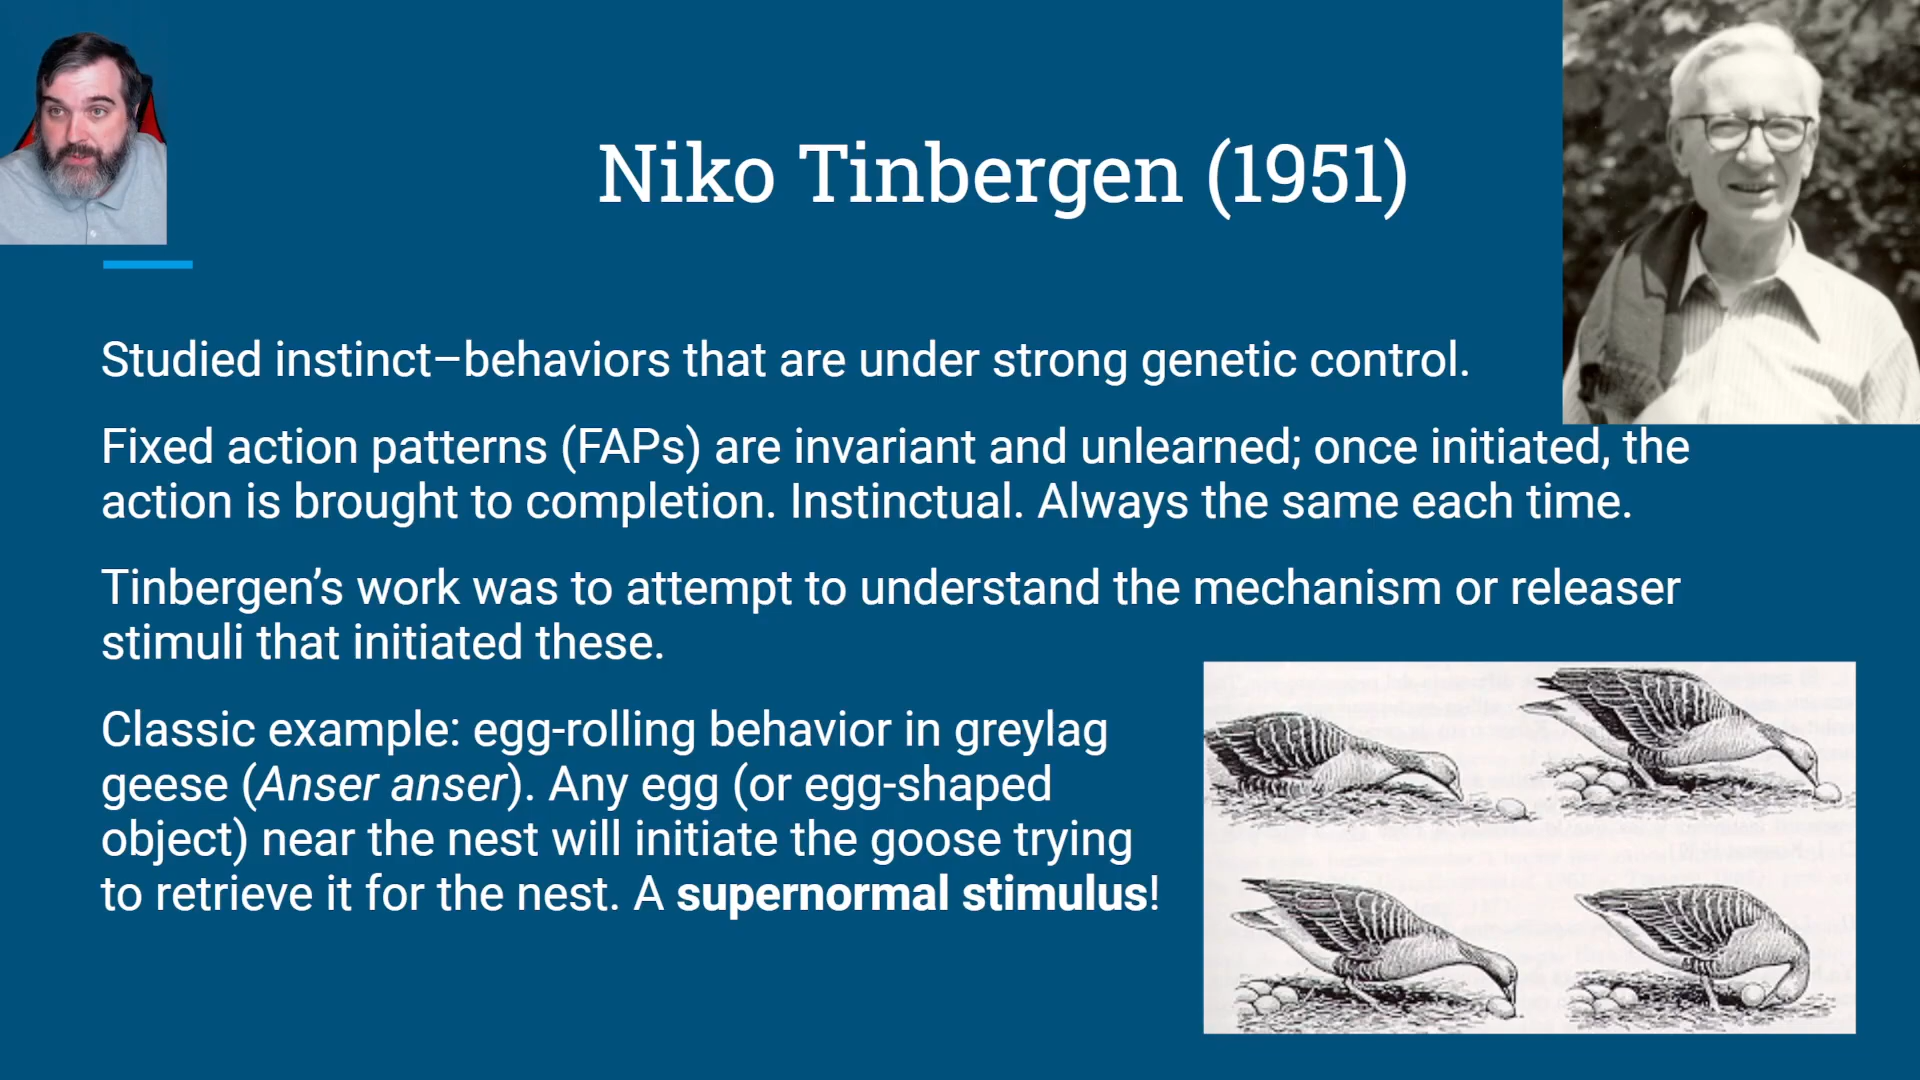 Niko Tinbergen (1951)
Studied instinct–behaviors that are under strong genetic control.
Fixed action patterns (FAPs) are invariant and unlearned; once initiated, the
action is brought to completion. Instinctual. Always the same each time.
Tinbergen’s work was to attempt to understand the mechanism or releaser
stimuli that initiated these.
Classic example: egg-rolling behavior in greylag
geese (Anser anser). Any egg (or egg-shaped
object) near the nest will initiate the goose trying
to retrieve it for the nest. A supernormal stimulus!